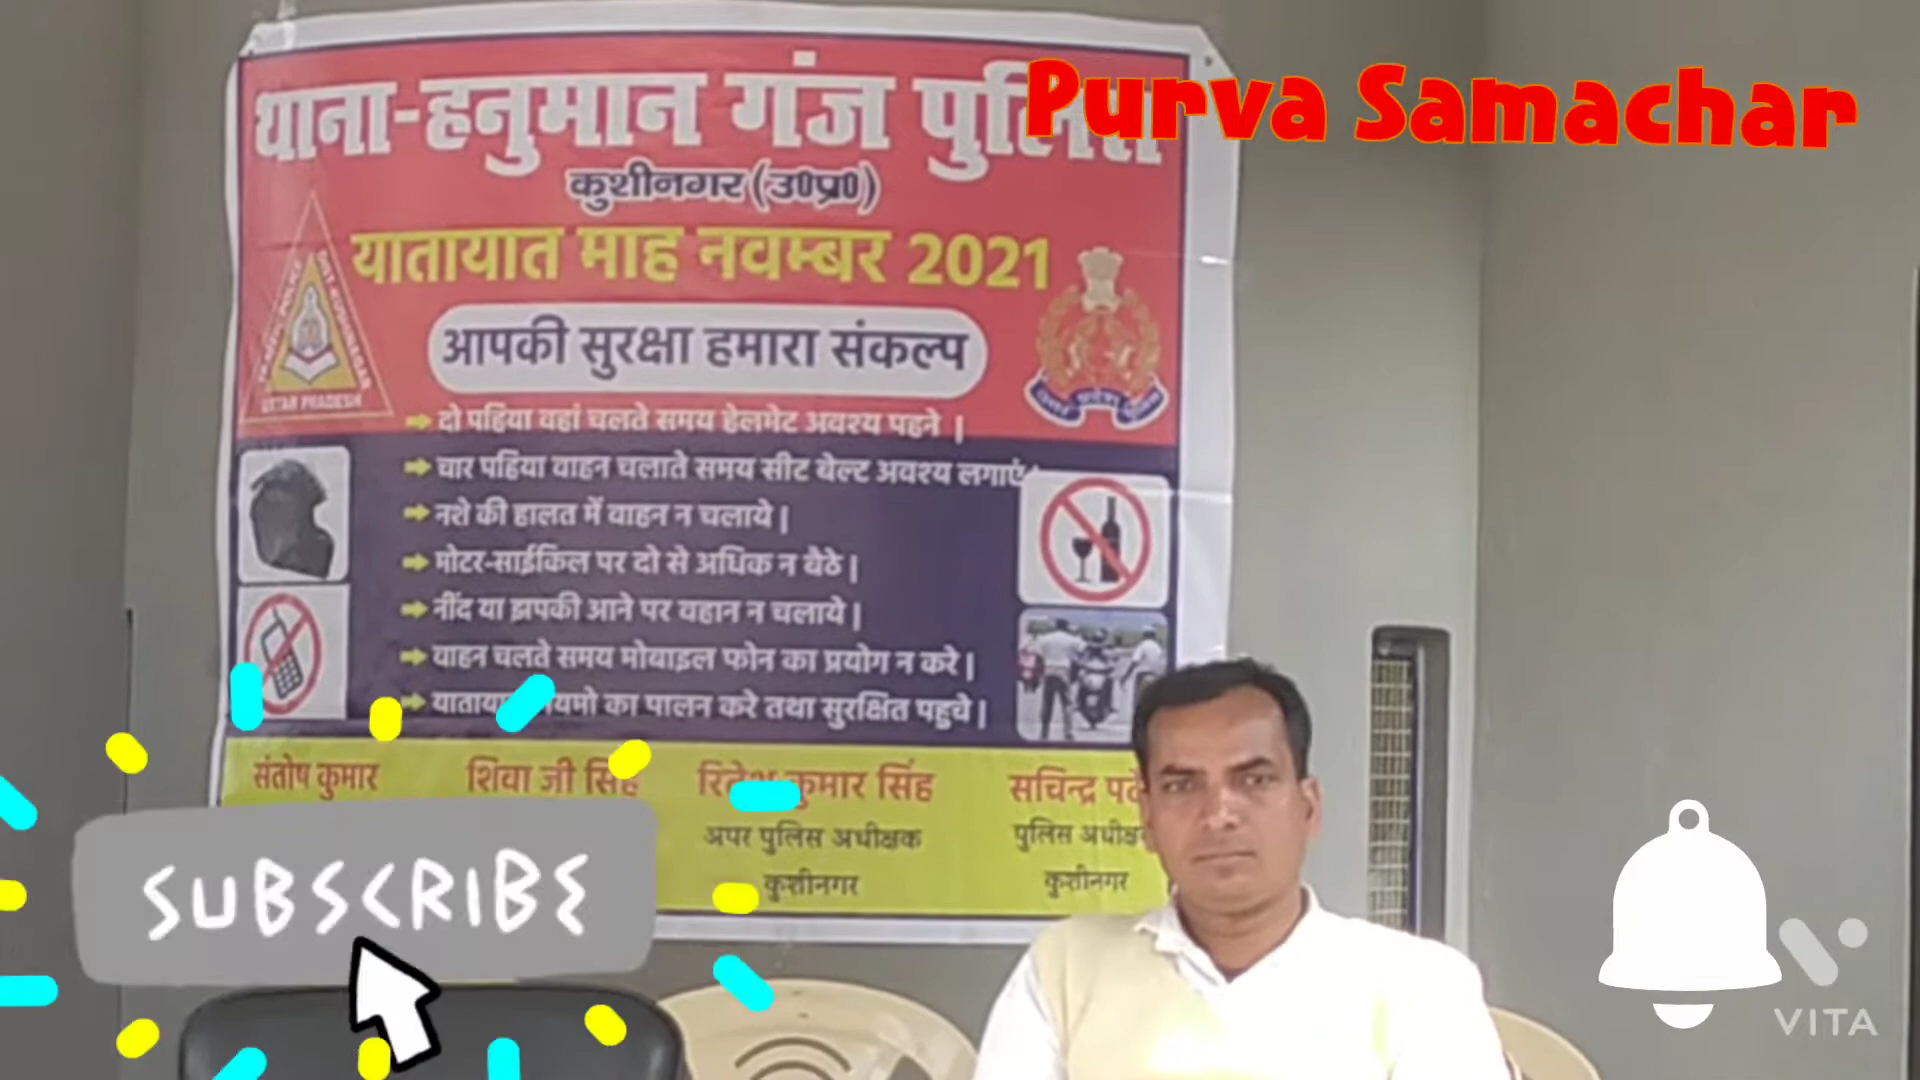 थाना-हनुमान गंज
Purva Samachar
कुशीनगर (उ0प्र0)
यातायात माह नवम्बर 2021
आपकी सुरक्षा हमारा संकल्प
UTTAR PRADESH
दो पहिया वहां चलते समय हेलमेट अवश्य पहने |
चार पहिया वाहन चलाते समय सीट बेल्ट अवश्य लगाएं
नशे की हालत में वाहन न चलाये |
मोटर-साईकिल पर दो से अधिक न बैठे |
नींद या झपकी आने पर वहान न चलाये |
वाहन चलते समय मोबाइल फोन का प्रयोग न करे |
का पालन करे तथा सुरक्षित पहुचे |
संतोष कुमार
शिवा जी सिंह
कुमार सिंह
सचिन्द्र
अपर पुलिस अधीक्षक
कुशीनगर
पुलिस
कुशीनगर
SUBSCRIBE
VITA